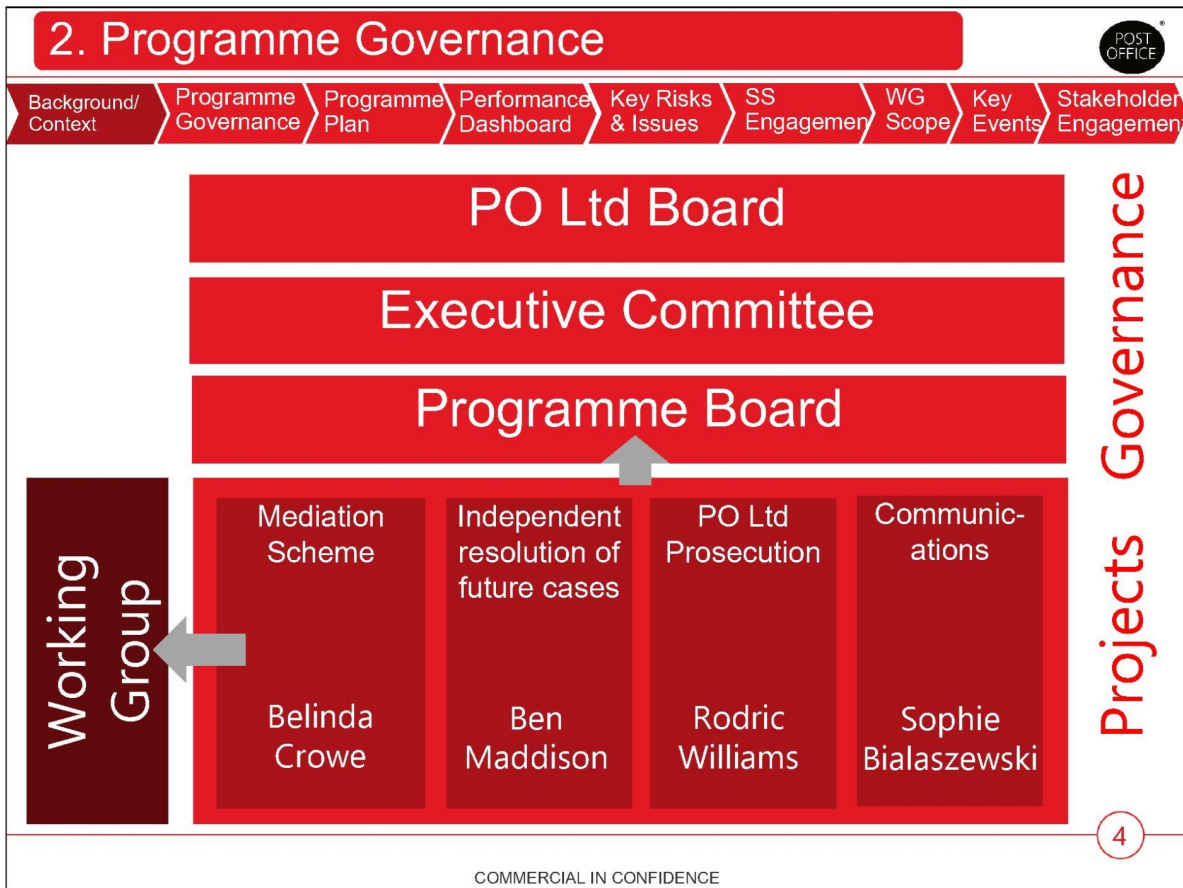 2. Programme Governance
POST
OFFICE
®
Background/
Context
Programme
Governance
Programme
Plan
Performance
Dashboard
Key Risks
& Issues
SS
Engagemen
WG
Scope
Key
Events
Stakeholder
Engagement
PO Ltd Board
Executive Committee
Programme Board
Governance
Working
Group
Mediation
Scheme
Belinda
Crowe
Independent
resolution of
future cases
Ben
Maddison
PO Ltd
Prosecution
Rodric
Williams
Communic-
ations
Sophie
Bialaszewski
Projects
4
COMMERCIAL IN CONFIDENCE